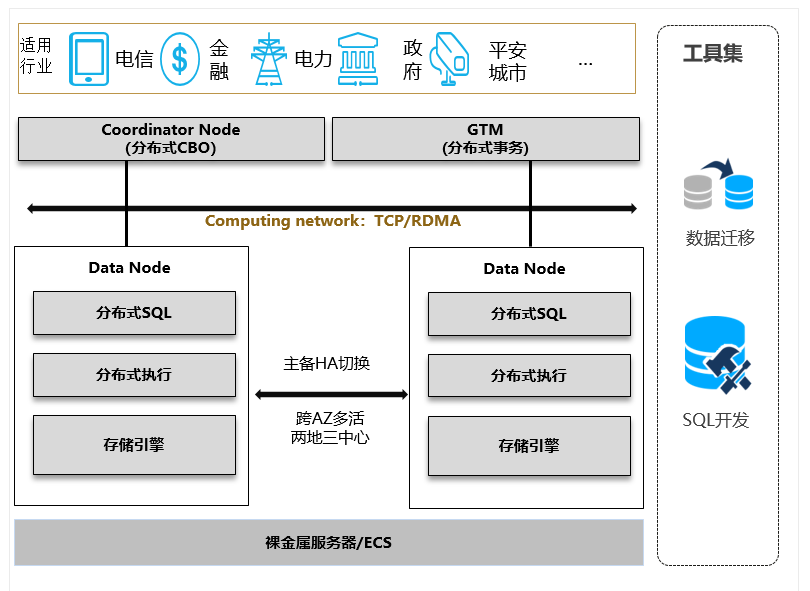 适用
行业
电信
金
融
电力
政
府
平安
城市
...
工具集
Coordinator Node
(分布式CBO)
GTM
(分布式事务)
Computing network：TCP/RDMA
数据迁移
Data Node
分布式SQL
分布式执行
存储引擎
主备HA切换
跨AZ多活
两地三中心
Data Node
分布式SQL
分布式执行
存储引擎
SQL开发
裸金属服务器/ECS